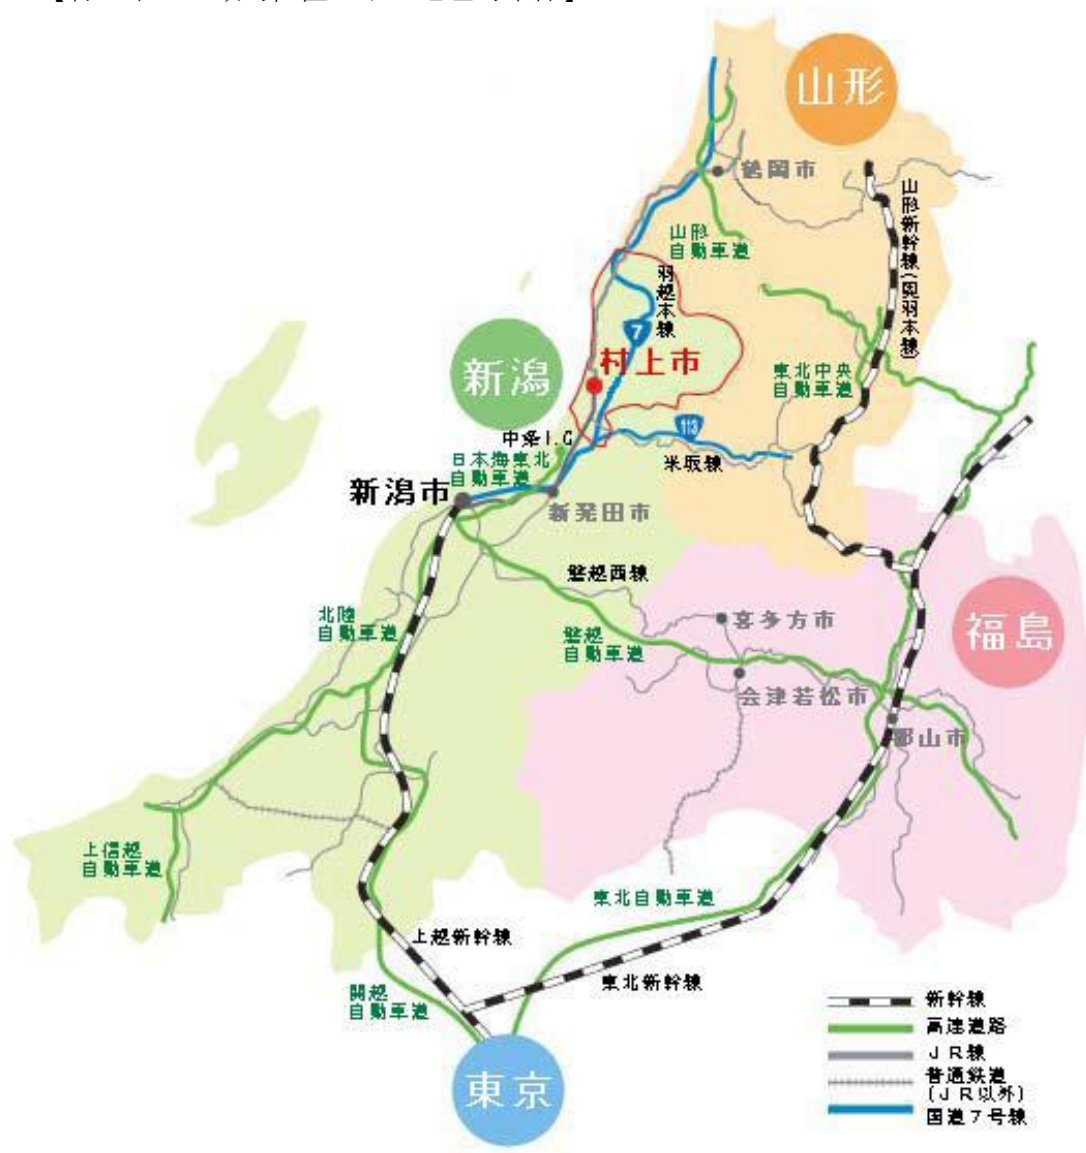 山形
鶴岡市
山形新幹線(奥羽本線)
山形
自動車道
羽越本線
7
新潟
村上市
東北中央
自動車道
113
中条I.C
米坂線
日本海東北
自動車道
新潟市
新発田市
磐越西線
北陸
自動車道
喜多方市
福島
磐越
自動車道
会津若松市
郡山市
上信越
自動車道
東北自動車道
上越新幹線
東北新幹線
関越
自動車道
新幹線
高速道路
JR線
普通鉄道
(JR以外)
国道7号線
東京